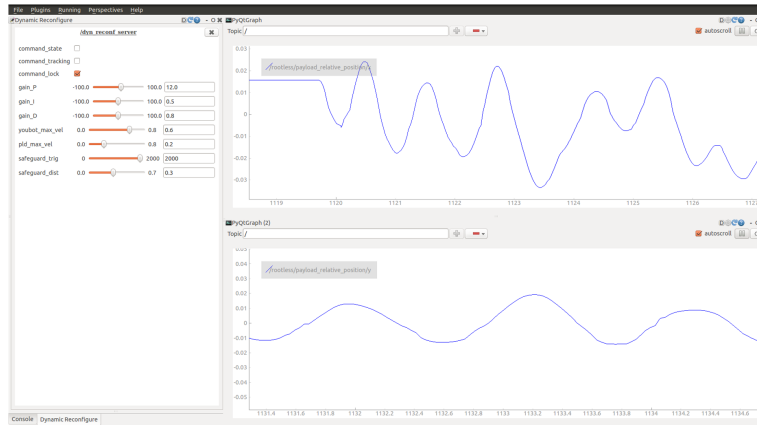 File Plugins Running Perspectives Help
Dynamic Reconfigure
/dyn_reconf_server
command_state
command_tracking
command_lock
gain_P -100.0 100.0 12.0
gain_I -100.0 100.0 0.5
gain_D -100.0 100.0 0.8
youbot_max_vel 0.0 0.8 0.6
pld_max_vel 0.0 0.8 0.2
safeguard_trig 0 2000 2000
safeguard_dist 0.0 0.7 0.3
Console Dynamic Reconfigure
PyQtGraph
Topic / autoscroll
/rootless/payload_relative_position/
0.03
0.02
0.01
0
-0.01
-0.02
-0.03
1119 1120 1121 1122 1123 1124 1125 1126 112
PyQtGraph (2)
Topic / autoscroll
/rootless/payload_relative_position/y
0.04
0.03
0.02
0.01
0
-0.01
-0.02
-0.03
-0.04
-0.05
1131.4 1131.6 1131.8 1132 1132.2 1132.4 1132.6 1132.8 1133 1133.2 1133.4 1133.6 1133.8 1134 1134.2 1134.4 1134.6